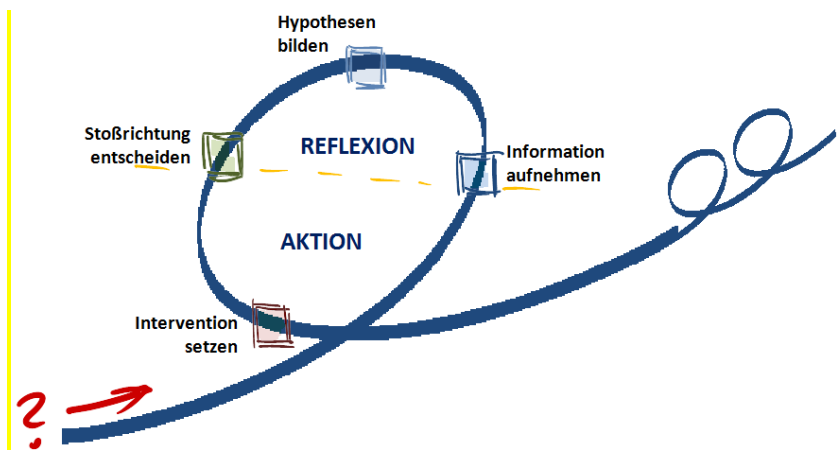 Hypothesen
bilden
Stoßrichtung
entscheiden
REFLEXION
Information
aufnehmen
AKTION
Intervention
setzen
?